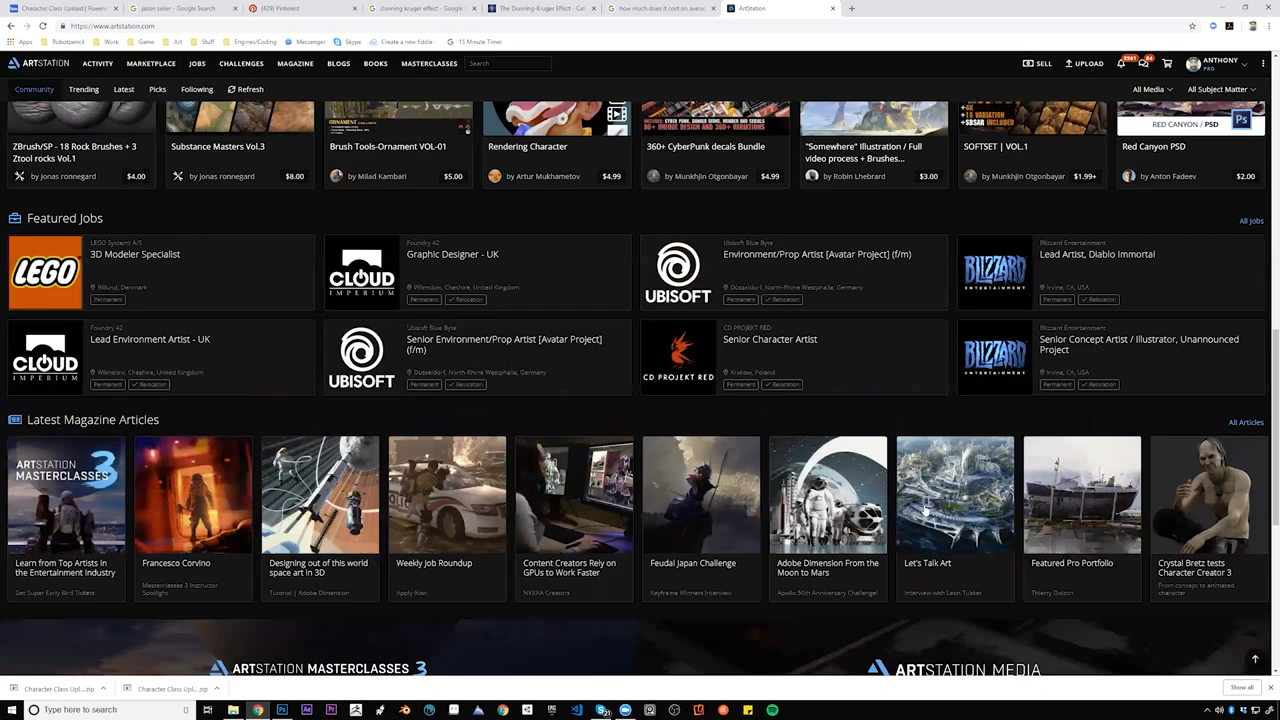 Character Class Upload | Powere
jason seiler - Google Search
(429) Pinterest
dunning kruger effect - Google |
The Dunning-Kruger Effect - Cal
how much does it cost on avera
ArtStation
https://www.artstation.com
Apps
Robotpencil
Work
Game
Art
Stuff
Engines/Coding
Messenger
Skype
Create a new fiddle
15 Minute Timer
ARTSTATION
ACTIVITY
MARKETPLACE
JOBS
CHALLENGES
MAGAZINE
BLOGS
BOOKS
MASTERCLASSES
Search
SELL
UPLOAD
ANTHONY
PRO
Community
Trending
Latest
Picks
Following
Refresh
All Media
All Subject Matter
ZBrush/SP - 18 Rock Brushes + 3
cool rocks Vol.1
by jonas ronnegard
$4.00
Substance Masters Vol.3
by Jonas ronnegard
$8.00
Brush Tools-Ornament VOL-01
by Milad Kambari
$5.00
Rendering Character
by Artur Mukhametov
$4.99
360+ CyberPunk decals Bundle
by Munkhjin Otgonbayar
$4.99
"Somewhere" Illustration / Full
video process + Brushes...
by Robin Lhebrard
$3.00
SOFTSET | VOL.1
by Munkhjin Otgonbayar
$1.99+
RED CANYON / PSD
Ps
Red Canyon PSD
by Anton Fadeev
$2.00
Featured Jobs
All Jobs
LEGO
LEGO Systems A/S
3D Modeler Specialist
Billund, Denmark
Permanent
CLOUD
IMPERIUM
Foundry 42
Graphic Designer - UK
Wilmslow, Cheshire, United Kingdom
Permanent
Relocation
UBISOFT
Ubisoft Blue Byte
Environment/Prop Artist [Avatar Project] (f/m)
Düsseldorf, North-Rhine Westphalia, Germany
Permanent
Relocation
BLIZZARD
ENTERTAINMENT
Blizzard Entertainment
Lead Artist, Diablo Immortal
Irvine, CA, USA
Permanent
Relocation
CLOUD
IMPERIUM
Foundry 42
Lead Environment Artist - UK
Wilmslow, Cheshire, United Kingdom
Permanent
Relocation
UBISOFT
Ubisoft Blue Byte
Senior Environment/Prop Artist [Avatar Project]
(f/m)
Düsseldorf, North-Rhine Westphalia, Germany
Permanent
Relocation
CD PROJEKT RED
CD PROJEKT RED
Senior Character Artist
Krakow, Poland
Permanent
Relocation
BLIZZARD
ENTERTAINMENT
Blizzard Entertainment
Senior Concept Artist / Illustrator, Unannounced
Project
Irvine, CA, USA
Permanent
Relocation
Latest Magazine Articles
All Articles
ARTSTATION
MASTERCLASSES 3
Learn from Top Artists in
the Entertainment Industry
Get Super Early Bird Tickets
Francesco Corvino
Masterclasses 3 Instructor
Spotlight
Designing out of this world
space art in 3D
Tutorial | Adobe Dimension
Weekly Job Roundup
Apply Now
Content Creators Rely on
GPUs to Work Faster
NVIDIA Creators
Feudal Japan Challenge
Keyframe Winners Interview
Adobe Dimension From the
Moon to Mars
Apollo 50th Anniversary Challenge!
Let's Talk Art
Interview with Leon Tukker
Featured Pro Portfolio
Thierry Doizon
Crystal Bretz tests
Character Creator 3
From concept to animated
character
ARTSTATION MASTERCLASSES 3
ARTSTATION MEDIA
Character Class Upl....zip
Character Class Upl....zip
Show all
Type here to search